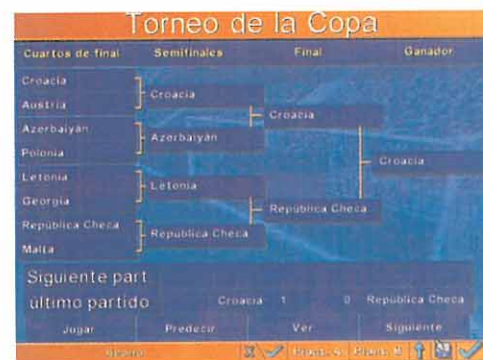 Torneo de la Copa
Cuartos de final Semifinales Final Ganador
Croacia
Austria
Croacia
Croacia
Azerbaiyán
Polonia
Azerbaiyán
Croacia
Letonia
Georgia
Letonia
República Checa
República Checa
Malta
República Checa
Siguiente part
último partido Croacia 1 0 República Checa
Jugar Predecir Ver Siguiente